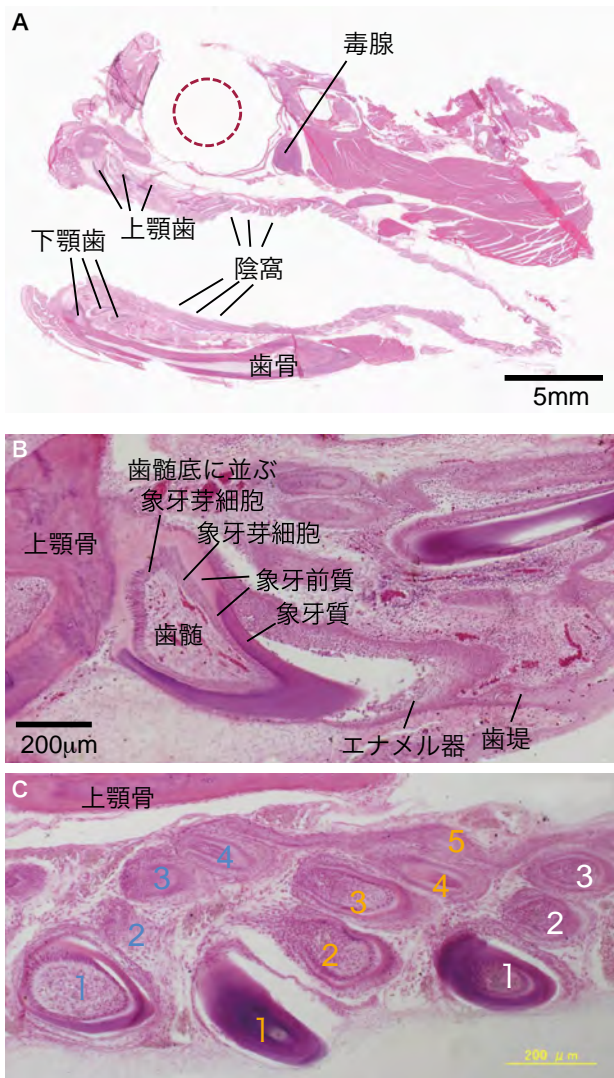 A
毒腺
上顎歯
下顎歯
陰窩
歯骨
5mm
B
歯髄底に並ぶ
象牙芽細胞
上顎骨
象牙芽細胞
象牙前質
象牙質
歯髄
200μm
エナメル器
歯堤
C
上顎骨
4
5
3
4
3
3
2
2
2
1
1
1
200 μm